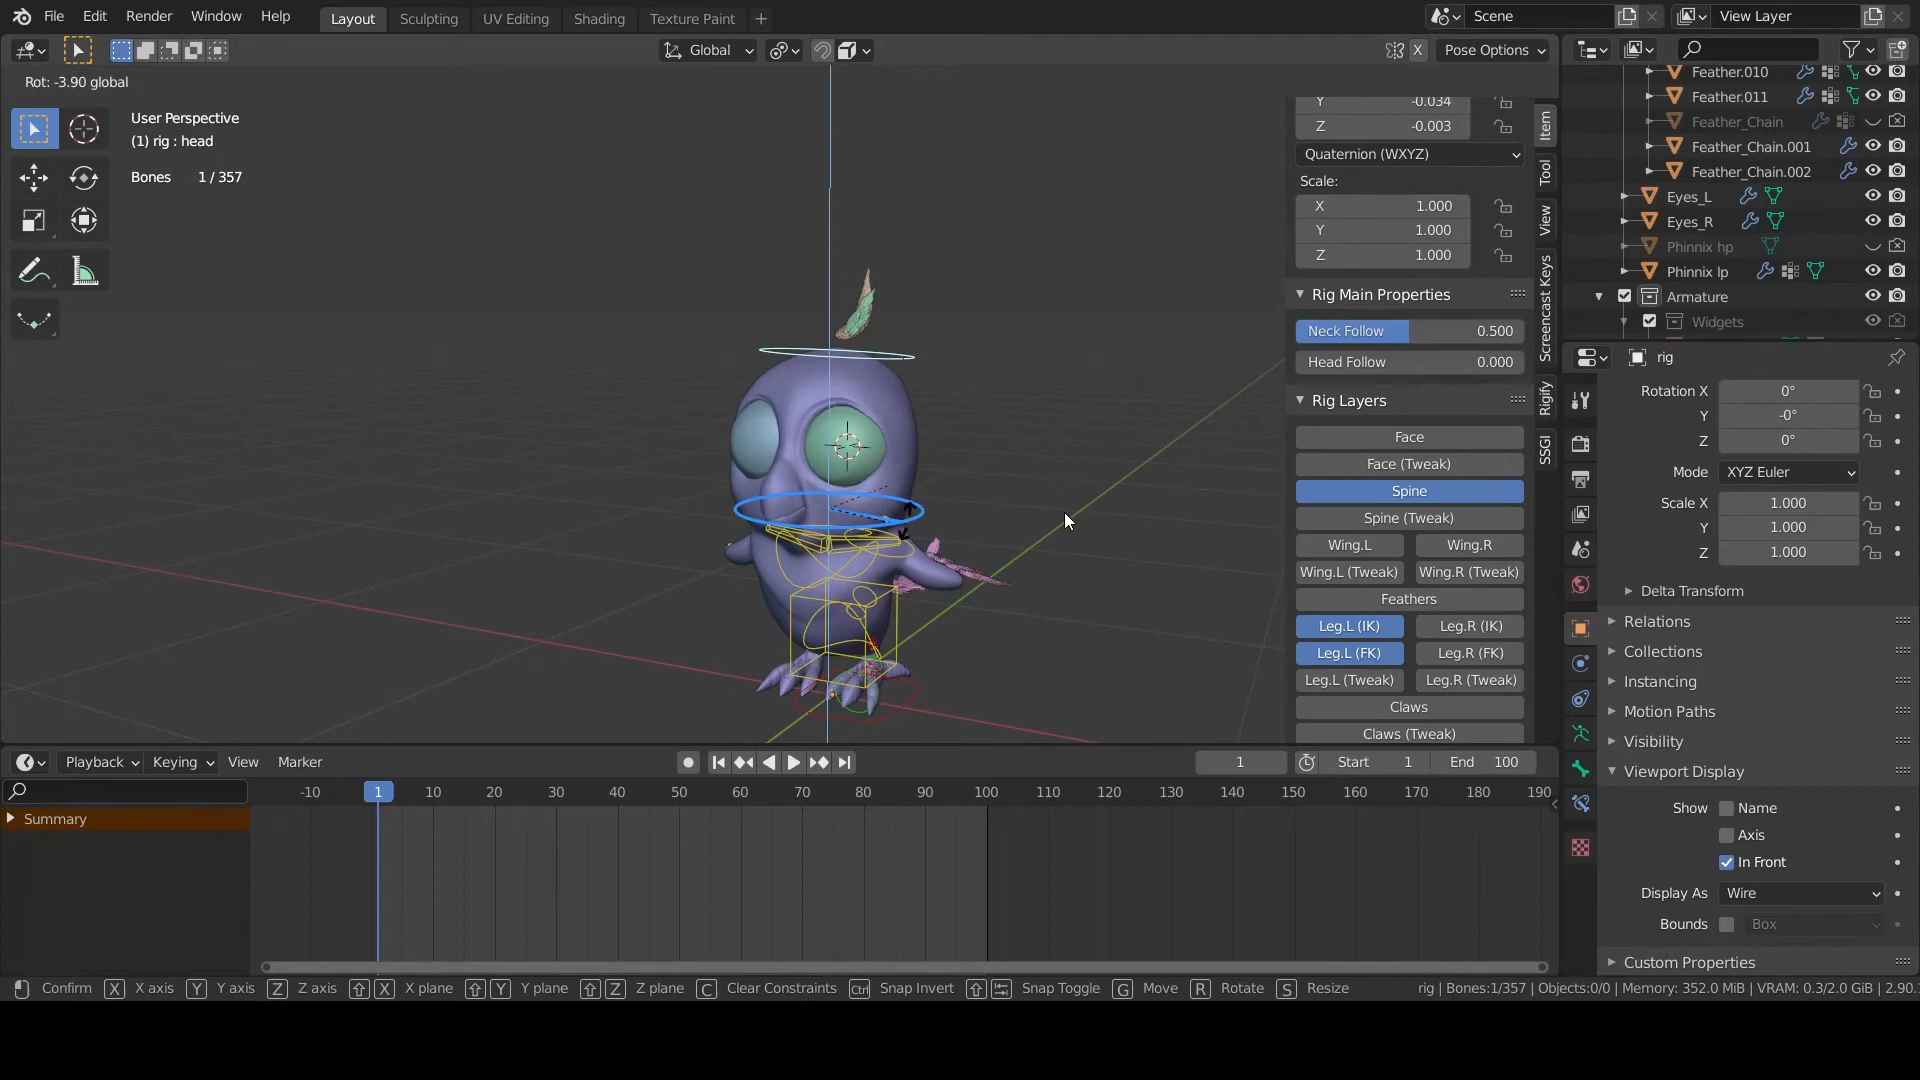 File Edit Render Window Help Layout Sculpting UV Editing Shading Texture Paint + Scene View Layer
Global X Pose Options
Rot: -3.90 global
User Perspective
(1) rig : head
Bones 1 / 357
Y -0.034
Z -0.003
Quaternion (WXYZ)
Scale:
X 1.000
Y 1.000
Z 1.000
Rig Main Properties
Neck Follow 0.500
Head Follow 0.000
Rig Layers
Face
Face (Tweak)
Spine
Spine (Tweak)
Wing.L Wing.R
Wing.L (Tweak) Wing.R (Tweak)
Feathers
Leg.L (IK) Leg.R (IK)
Leg.L (FK) Leg.R (FK)
Leg.L (Tweak) Leg.R (Tweak)
Claws
Claws (Tweak)
Item
Tool
View
Screencast Keys
Rigify
SSGI
Feather.010
Feather.011
Feather_Chain
Feather_Chain.001
Feather_Chain.002
Eyes_L
Eyes_R
Phinnix hp
Phinnix lp
Armature
Widgets
rig
Rotation X 0°
Y -0°
Z 0°
Mode XYZ Euler
Scale X 1.000
Y 1.000
Z 1.000
Delta Transform
Relations
Collections
Instancing
Motion Paths
Visibility
Viewport Display
Show Name
Axis
In Front
Display As Wire
Bounds Box
Custom Properties
Playback Keying View Marker 1 Start 1 End 100
-10 1 10 20 30 40 50 60 70 80 90 100 110 120 130 140 150 160 170 180 190
Summary
Confirm X X axis Y Y axis Z Z axis X X plane Y Y plane Z Z plane C Clear Constraints Ctrl Snap Invert Snap Toggle G Move R Rotate S Resize rig | Bones:1/357 | Objects:0/0 | Memory: 352.0 MiB | VRAM: 0.3/2.0 GiB | 2.90.